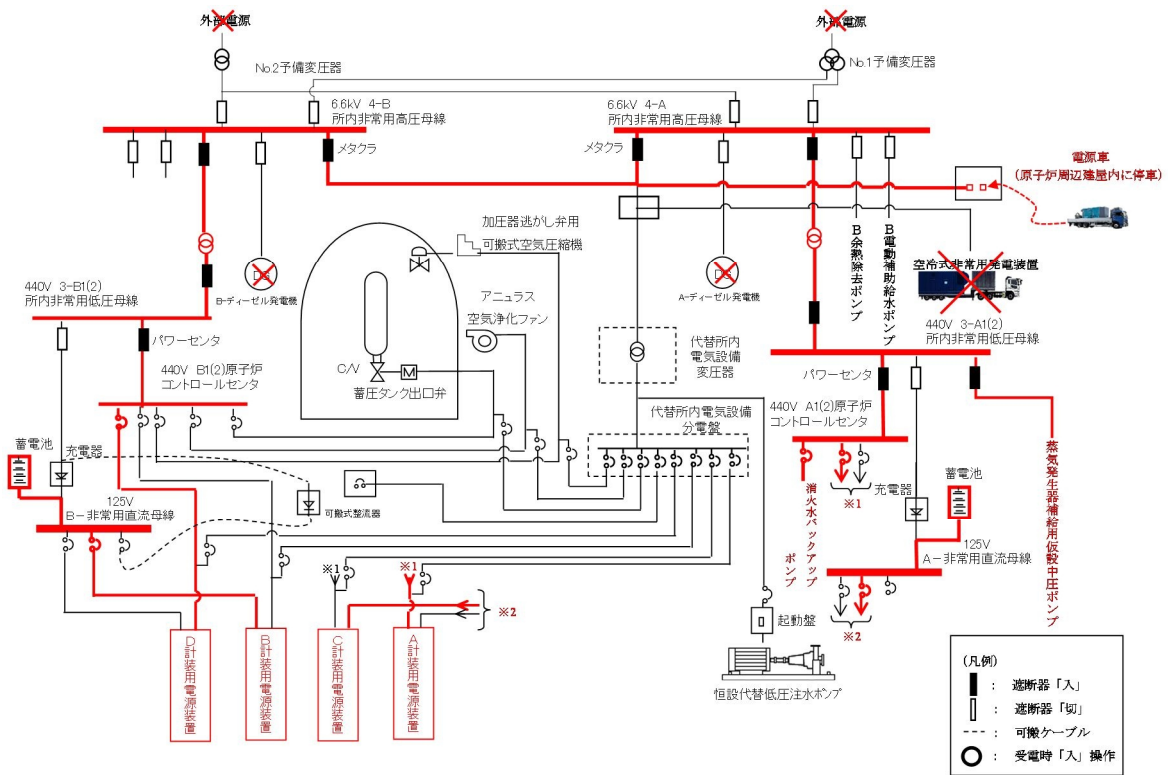 外部電源
外部電源
No.2予備変圧器
No.1予備変圧器
6.6kV 4-B
所内非常用高圧母線
6.6kV 4-A
所内非常用高圧母線
メタクラ
メタクラ
電源車
(原子炉周辺建屋内に停車)
加圧器逃がし弁用
可搬式空気圧縮機
B余熱除去ポンプ
B電動補助給水ポンプ
空冷式非常用発電装置
DG
B-ディーゼル発電機
DG
A-ディーゼル発電機
アニュラス
空気浄化ファン
440V 3-B1(2)
所内非常用低圧母線
440V 3-A1(2)
所内非常用低圧母線
パワーセンタ
代替所内
電気設備
変圧器
パワーセンタ
C/V
M
蓄圧タンク出口弁
440V B1(2)原子炉
コントロールセンタ
440V A1(2)原子炉
コントロールセンタ
代替所内電気設備
分電盤
蓄電池
充電器
可搬式整流器
125V
B-非常用直流母線
消火水バックアップ
ポンプ
※1
充電器
蓄電池
125V
A-非常用直流母線
蒸気発生器補給用仮設中圧ポンプ
※1
※1
※2
※2
D計装用電源装置
B計装用電源装置
C計装用電源装置
A計装用電源装置
起動盤
恒設代替低圧注水ポンプ
(凡例)
: 遮断器「入」
: 遮断器「切」
: 可搬ケーブル
: 受電時「入」操作